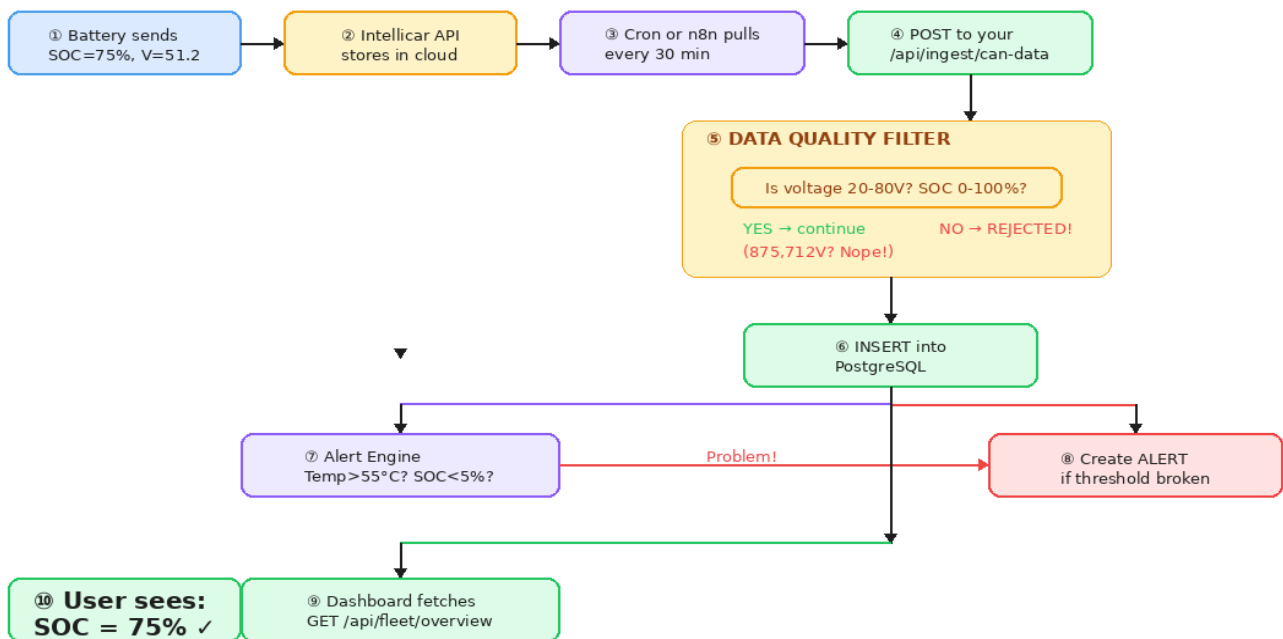 ① Battery sends
SOC=75%, V=51.2
② Intellicar API
stores in cloud
③ Cron or n8n pulls
every 30 min
④ POST to your
/api/ingest/can-data
⑤ DATA QUALITY FILTER
Is voltage 20-80V? SOC 0-100%?
YES → continue
NO → REJECTED!
(875,712V? Nope!)
⑥ INSERT into
PostgreSQL
⑦ Alert Engine
Temp>55°C? SOC<5%?
Problem!
⑧ Create ALERT
if threshold broken
⑩ User sees:
SOC = 75% ✓
⑨ Dashboard fetches
GET /api/fleet/overview